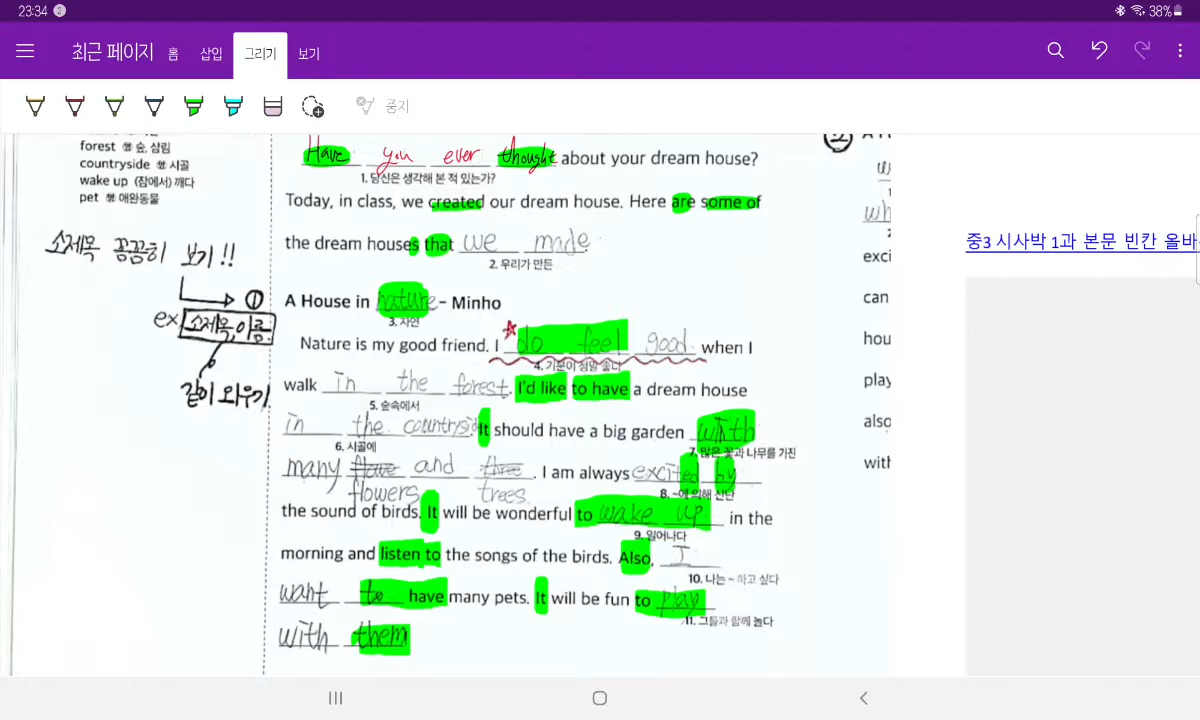 23:34 2 38%
최근 페이지 홈 삽입 그리기 보기
중지
forest 명 숲, 삼림
countryside 명 시골
wake up (잠에서) 깨다
pet 명 애완동물
소제목 꼼꼼히 보기 !!
①
ex 소제목, 이름
같이 외우기
Have you ever thought about your dream house?
1. 당신은 생각해 본 적 있는가?
Today, in class, we created our dream house. Here are some of
the dream houses that we made.
2. 우리가 만든
A House in nature - Minho
3. 자연
Nature is my good friend. I do feel good when I
4. 기분이 정말 좋다
walk in the forest. I'd like to have a dream house
5. 숲속에서
in the countryside. It should have a big garden with
6. 시골에
7. 많은 꽃과 나무를 가진
many flowers and trees. I am always excited by
8. ~에 의해 신난
the sound of birds. It will be wonderful to wake up in the
9. 일어나다
morning and listen to the songs of the birds. Also, I
10. 나는 ~ 하고 싶다
want to have many pets. It will be fun to play
11. 그들과 함께 놀다
with them
wh
exci
can
hou
play
also
with
중3 시사박 1과 본문 빈칸 올바